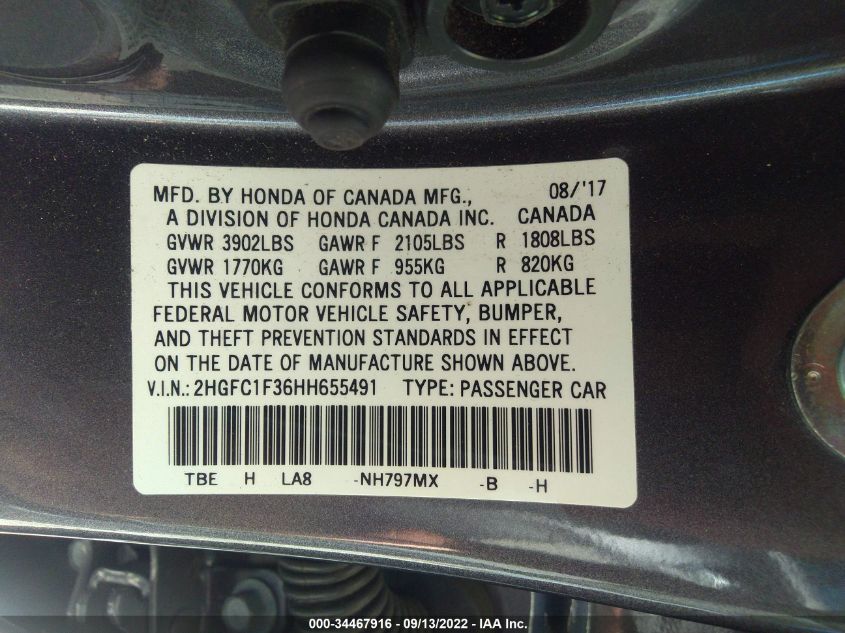 MFD. BY HONDA OF CANADA MFG., 08/'17
A DIVISION OF HONDA CANADA INC. CANADA
GVWR 3902LBS GAWR F 2105LBS R 1808LBS
GVWR 1770KG GAWR F 955KG R 820KG
THIS VEHICLE CONFORMS TO ALL APPLICABLE
FEDERAL MOTOR VEHICLE SAFETY, BUMPER,
AND THEFT PREVENTION STANDARDS IN EFFECT
ON THE DATE OF MANUFACTURE SHOWN ABOVE.
V.I.N.: 2HGFC1F36HH655491 TYPE: PASSENGER CAR
TBE H LA8 -NH797MX -B -H
000-34467916 - 09/13/2022 - IAA Inc.